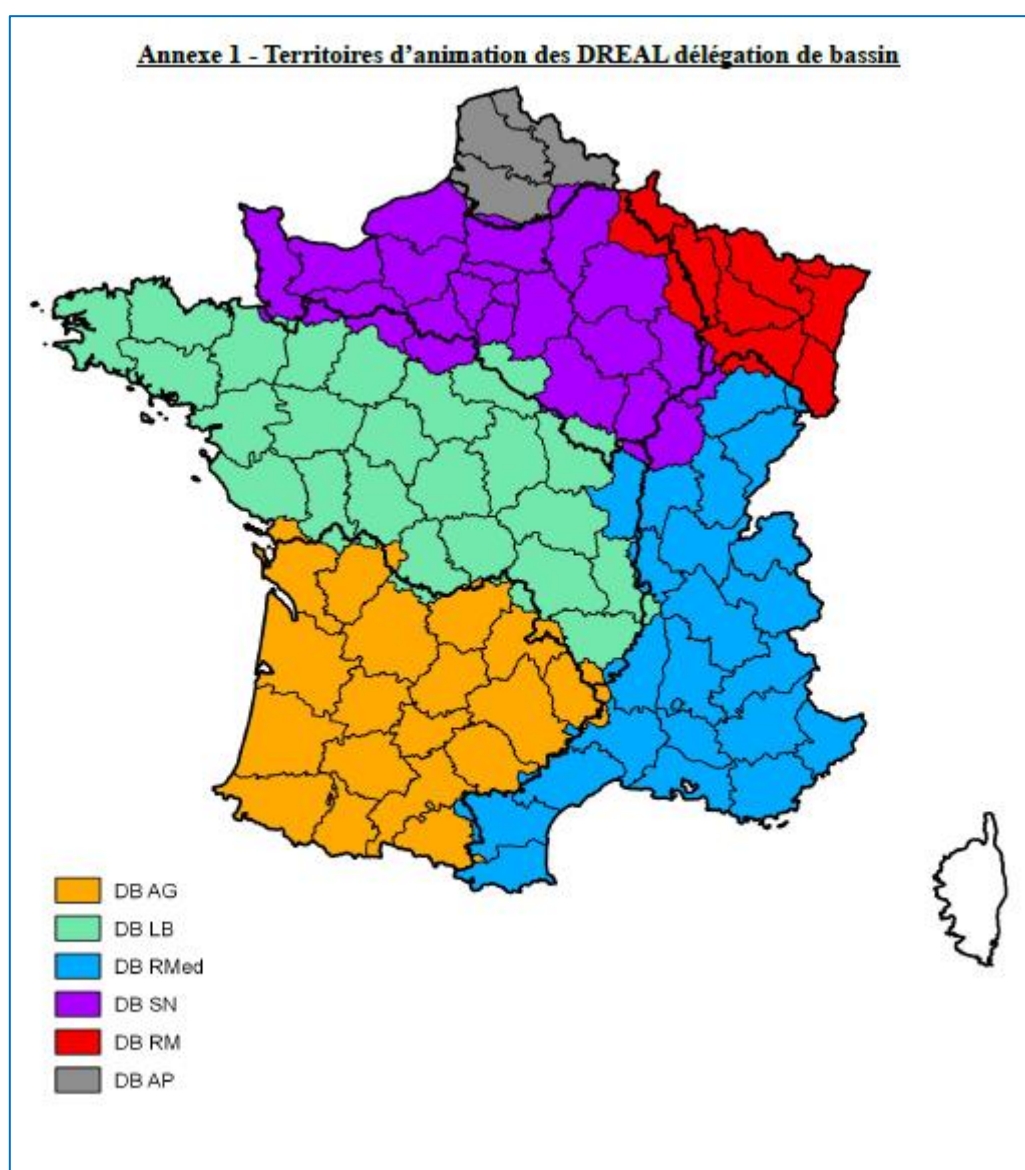 Annexe 1 - Territoires d’animation des DREAL délégation de bassin
DB AG
DB LB
DB RMed
DB SN
DB RM
DB AP